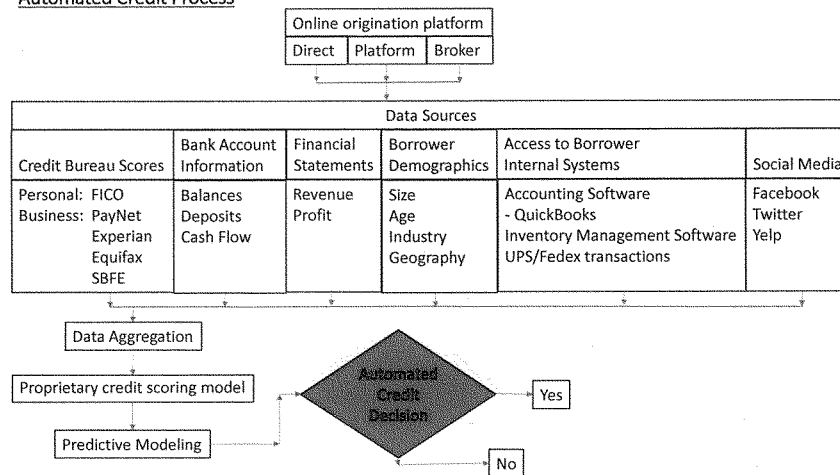 Automated Credit Process
Online origination platform
Direct Platform Broker
Data Sources
Credit Bureau Scores
Bank Account
Information
Financial
Statements
Borrower
Demographics
Access to Borrower
Internal Systems
Social Media
Personal: FICO
Business: PayNet
Experian
Equifax
SBFE
Balances
Deposits
Cash Flow
Revenue
Profit
Size
Age
Industry
Geography
Accounting Software
- QuickBooks
Inventory Management Software
UPS/Fedex transactions
Facebook
Twitter
Yelp
Data Aggregation
Proprietary credit scoring model
Predictive Modeling
Automated
Credit
Decision
Yes
No